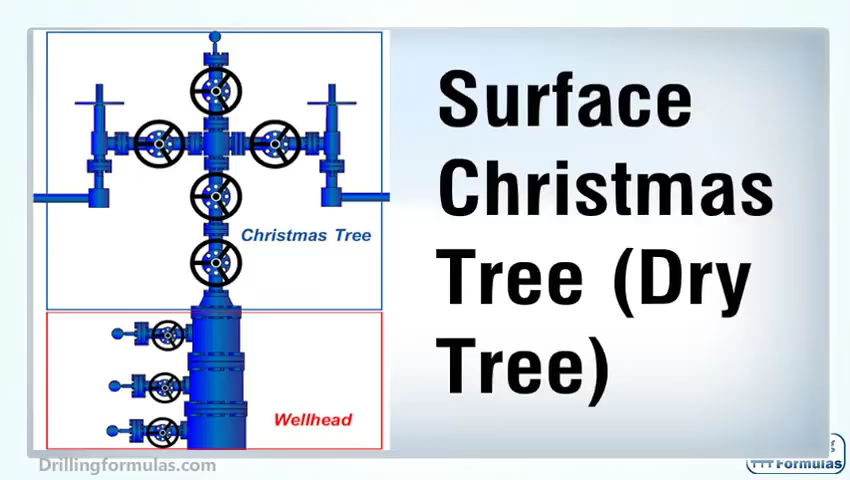 Surface
Christmas
Tree (Dry
Tree)
Christmas Tree
Wellhead
Drillingformulas.com
Formulas